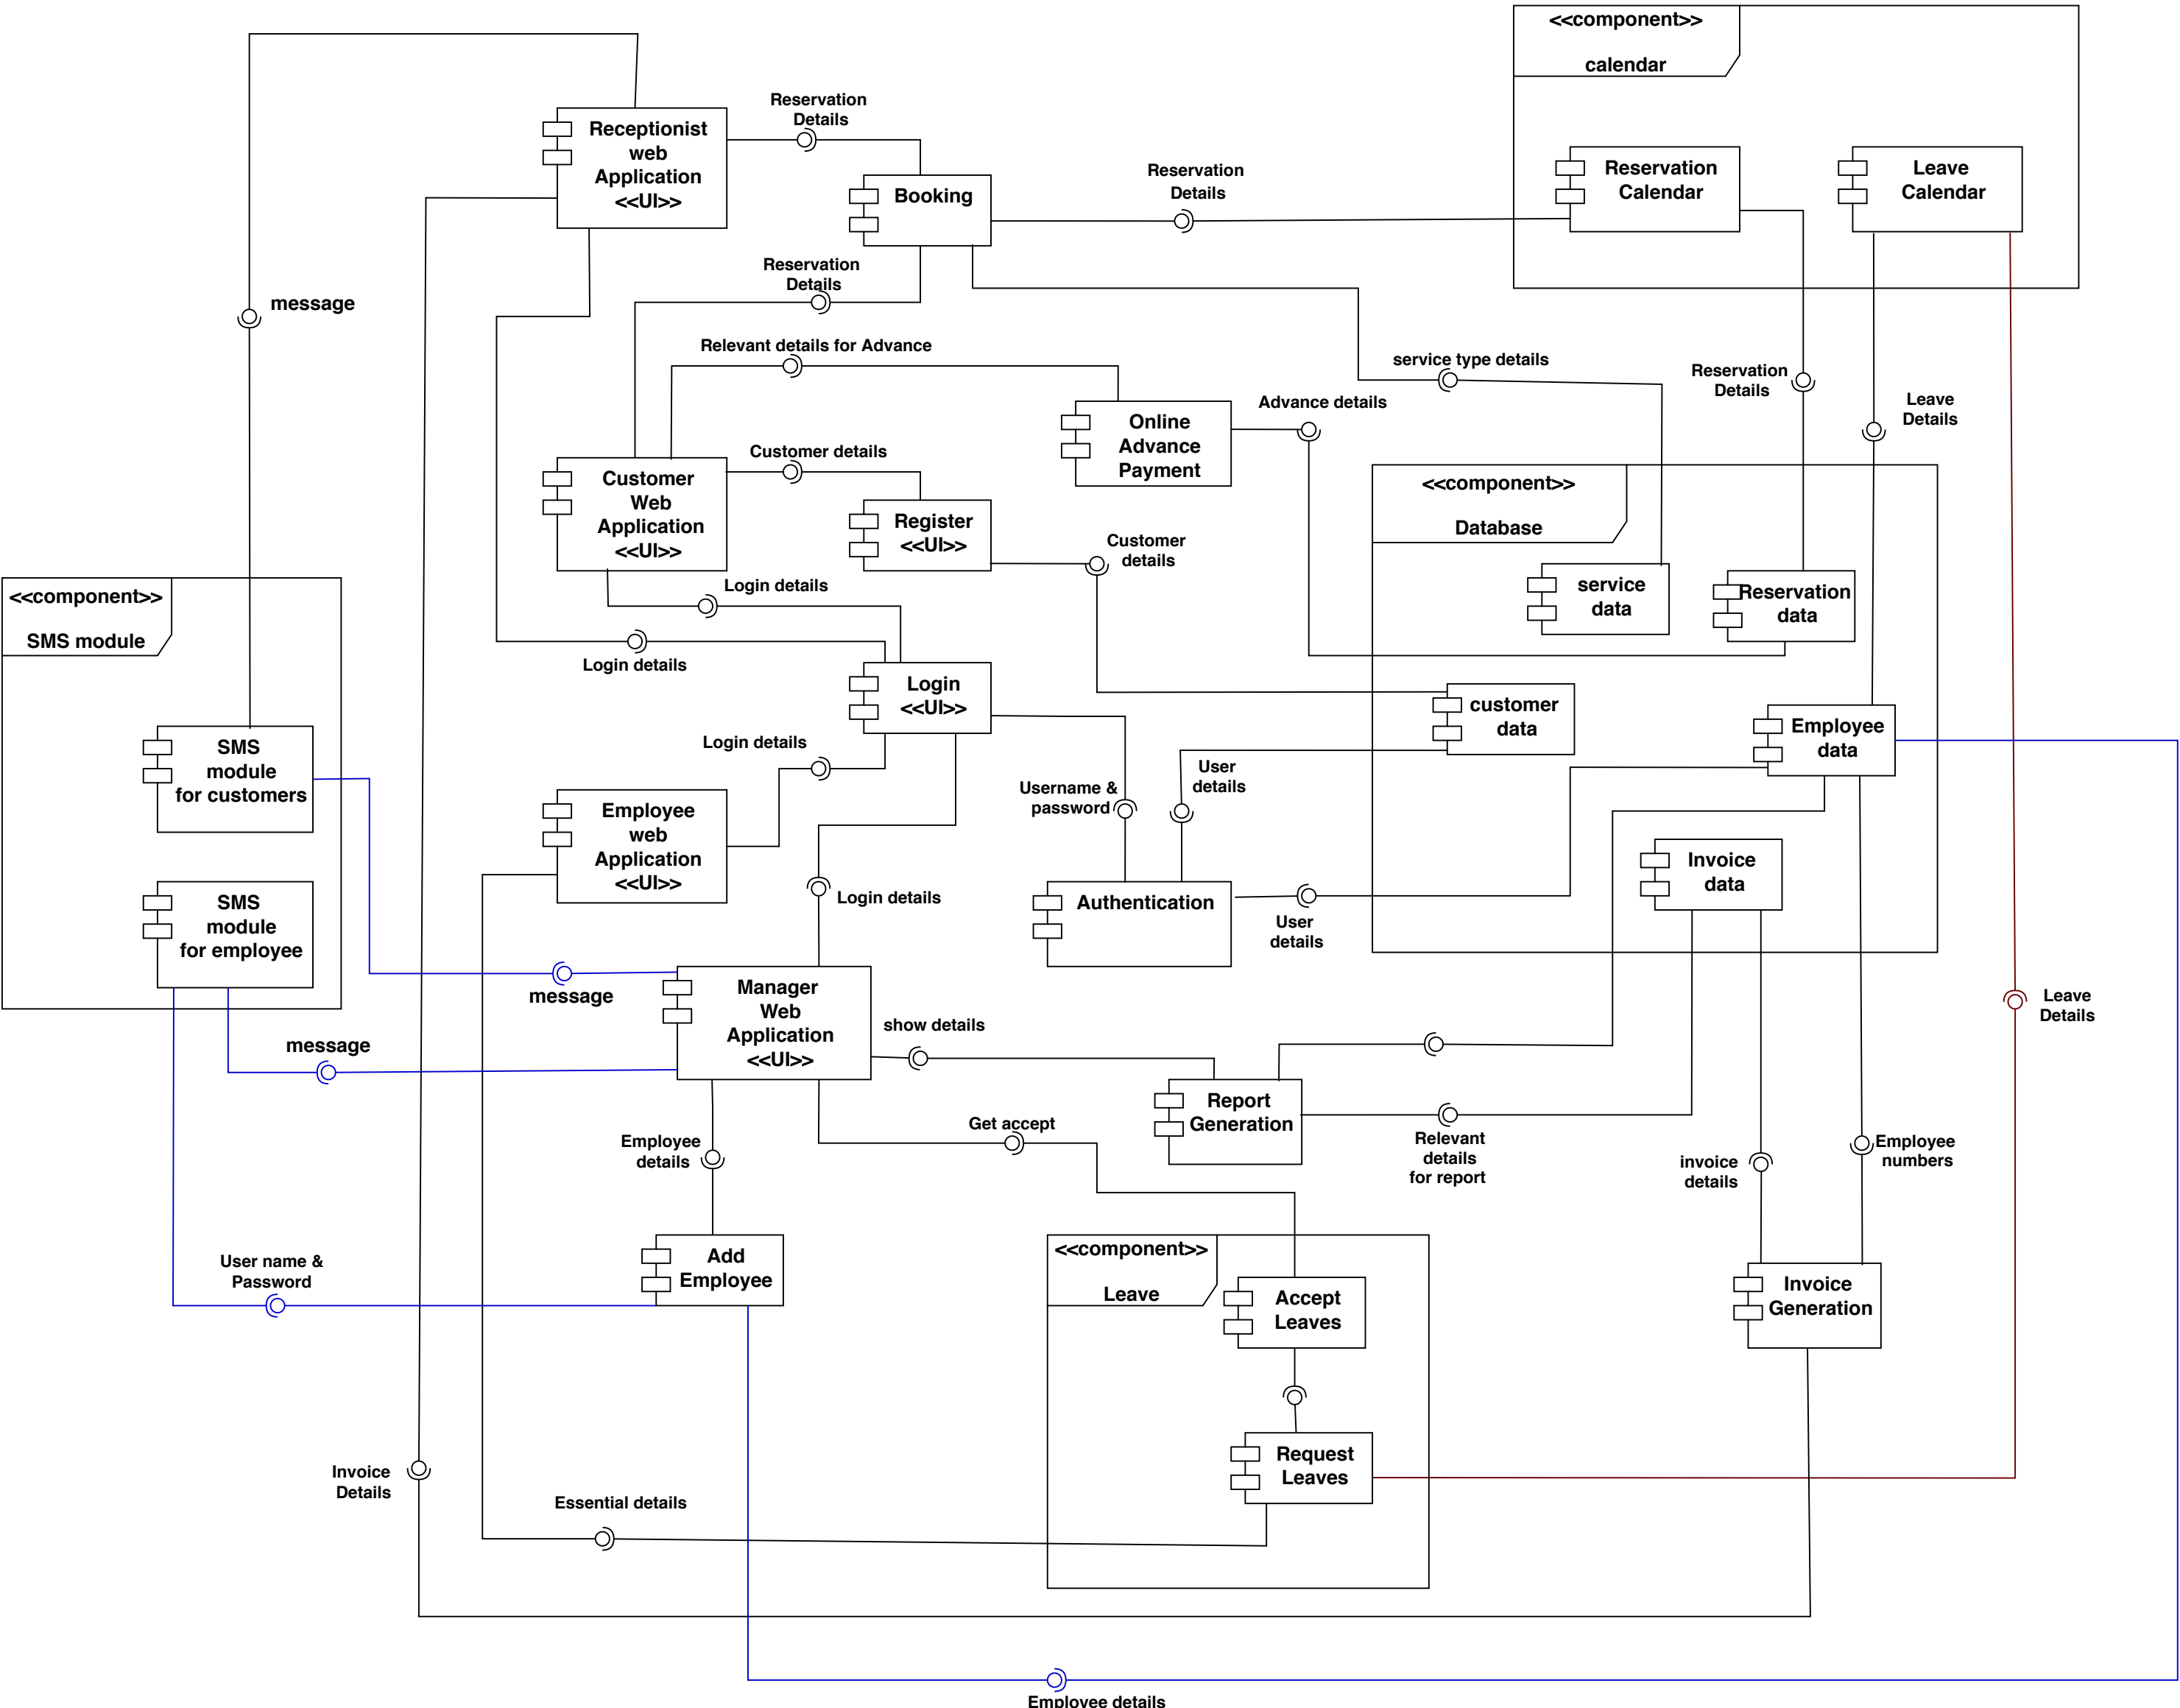 <<component>>
calendar
Receptionist
web
Application
<<UI>>
Reservation
Details
Booking
Reservation
Details
Reservation
Calendar
Leave
Calendar
Reservation
Details
message
Relevant details for Advance
service type details
Reservation
Details
Leave
Details
Online
Advance
Payment
Advance details
Customer
Web
Application
<<UI>>
Customer details
Register
<<UI>>
Customer
details
<<component>>
Database
service
data
Reservation
data
Login details
Login details
<<component>>
SMS module
Login
<<UI>>
customer
data
Employee
data
SMS
module
for customers
Login details
Username &
password
User
details
Employee
web
Application
<<UI>>
Invoice
data
SMS
module
for employee
Login details
Authentication
User
details
message
Manager
Web
Application
<<UI>>
show details
Leave
Details
message
Report
Generation
Get accept
Employee
details
Relevant
details
for report
invoice
details
Employee
numbers
User name &
Password
Add
Employee
<<component>>
Leave
Accept
Leaves
Invoice
Generation
Request
Leaves
Invoice
Details
Essential details
Employee details